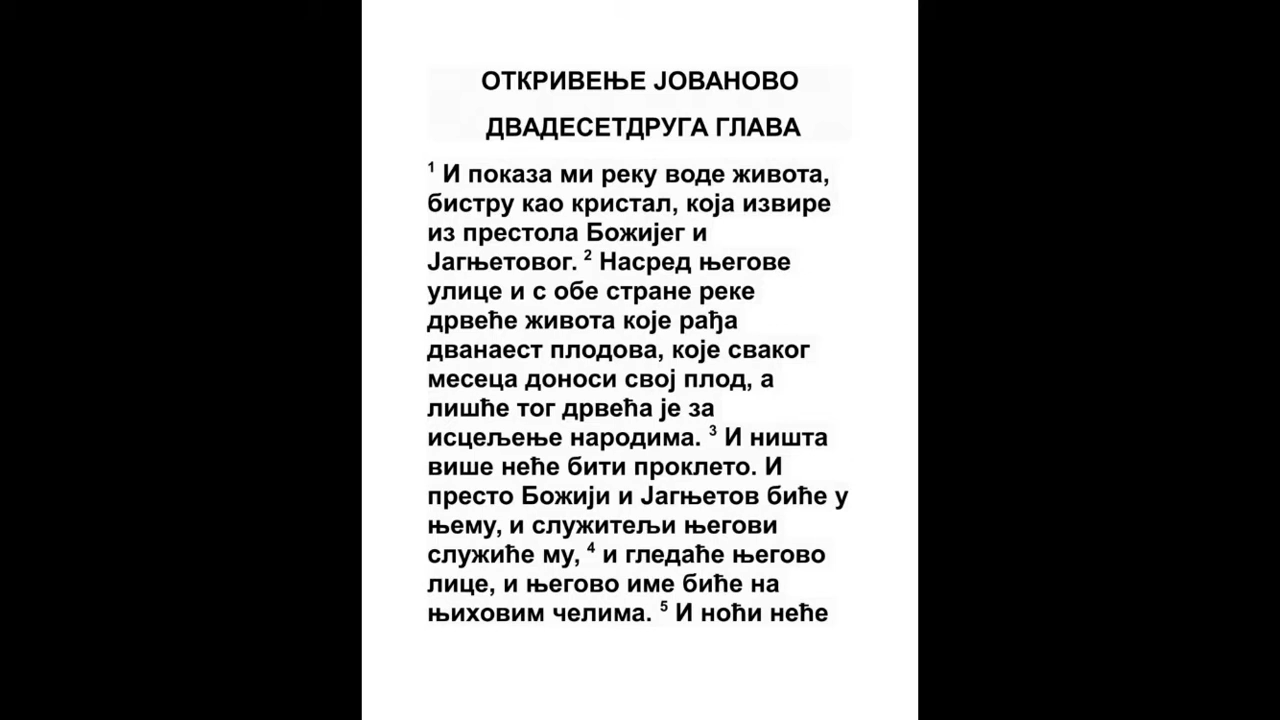 ОТКРИВЕЊЕ ЈОВАНОВО
ДВАДЕСЕТДРУГА ГЛАВА
¹ И показа ми реку воде живота,
бистру као кристал, која извире
из престола Божијег и
Јагњетовог. ² Насред његове
улице и с обе стране реке
дрвеће живота које рађа
дванаест плодова, које сваког
месеца доноси свој плод, а
лишће тог дрвећа је за
исцељење народима. ³ И ништа
више неће бити проклето. И
престо Божији и Јагњетов биће у
њему, и служитељи његови
служиће му, ⁴ и гледаће његово
лице, и његово име биће на
њиховим челима. ⁵ И ноћи неће